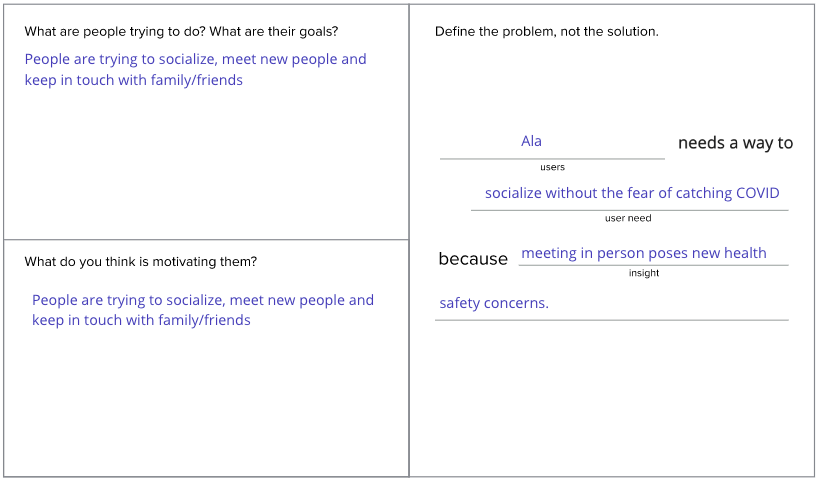 What are people trying to do? What are their goals?
People are trying to socialize, meet new people and
keep in touch with family/friends
What do you think is motivating them?
People are trying to socialize, meet new people and
keep in touch with family/friends
Define the problem, not the solution.
Ala needs a way to
users
socialize without the fear of catching COVID
user need
because meeting in person poses new health
insight
safety concerns.